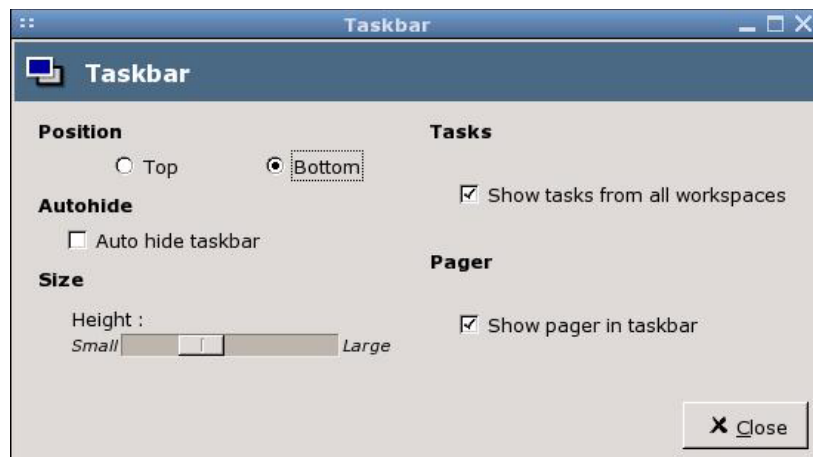 Taskbar
Taskbar
Position
Top Bottom
Autohide
Auto hide taskbar
Size
Height :
Small Large
Tasks
Show tasks from all workspaces
Pager
Show pager in taskbar
Close